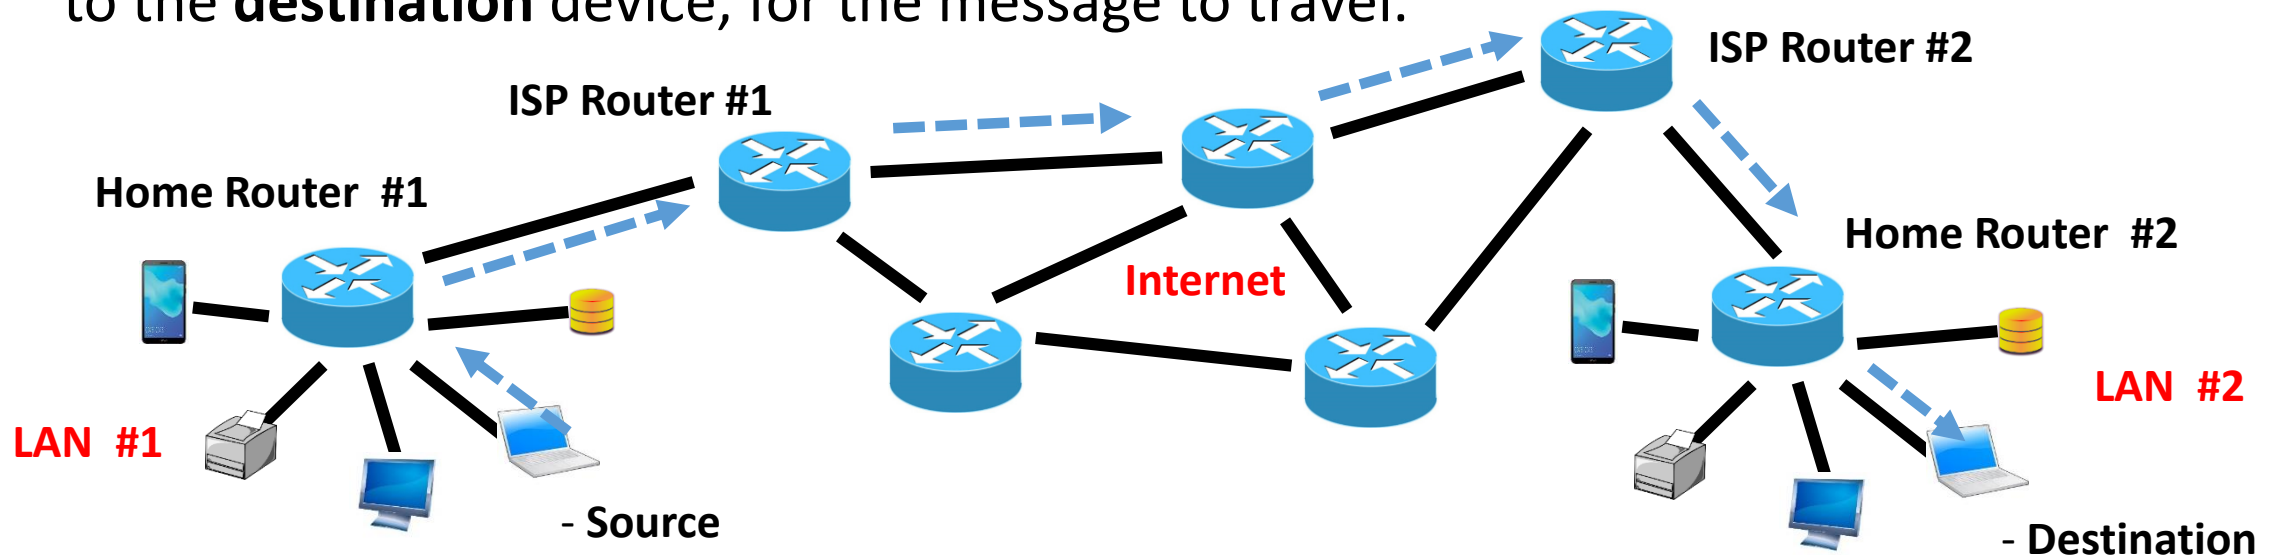 to the destination device, for the message to travel.
ISP Router #2
ISP Router #1
Home Router #1
Home Router #2
Internet
LAN #2
LAN #1
- Source
- Destination